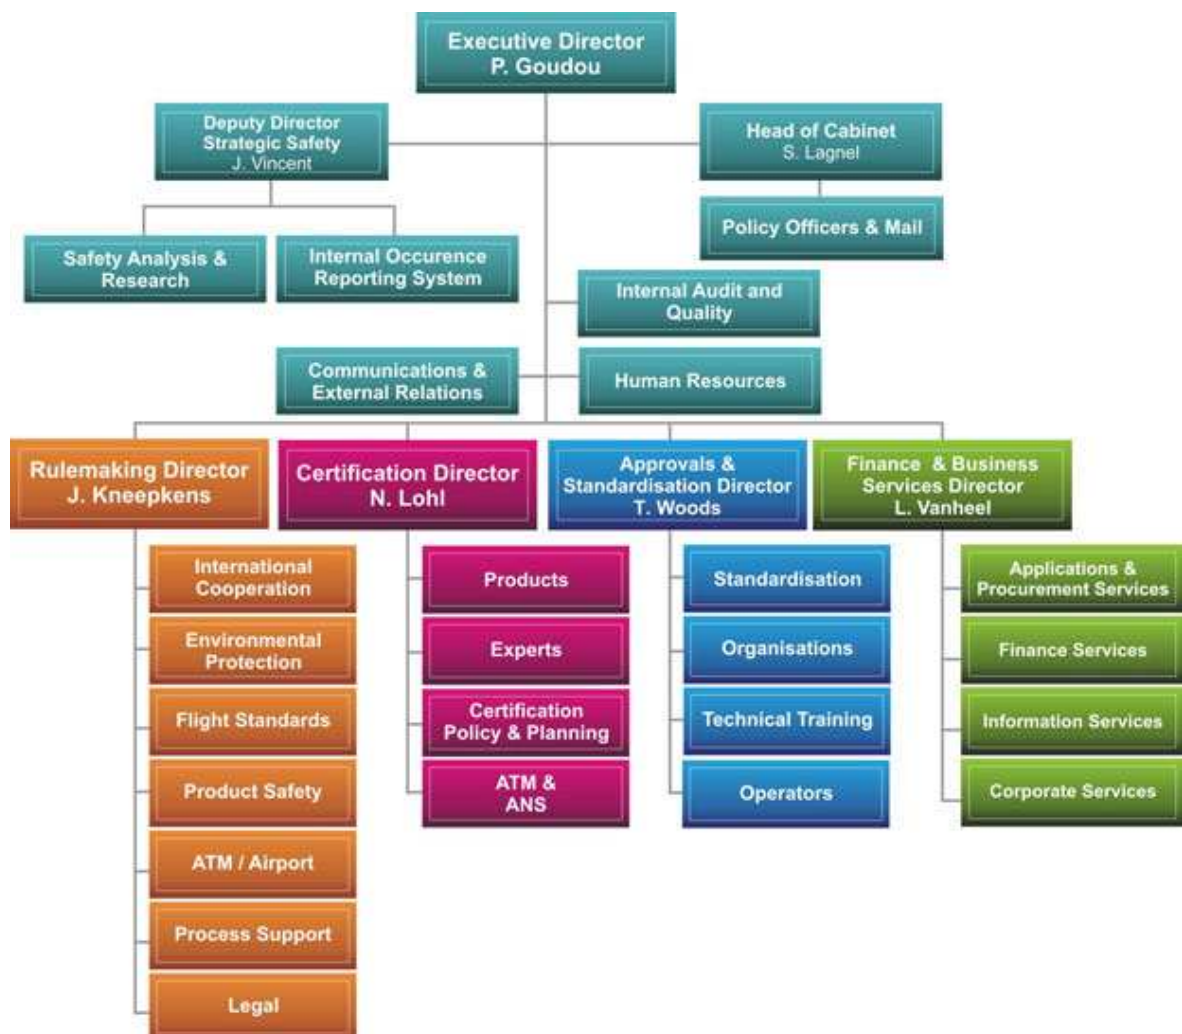 Executive Director
P. Goudou
Deputy Director
Strategic Safety
J. Vincent
Head of Cabinet
S. Lagnel
Policy Officers & Mail
Safety Analysis &
Research
Internal Occurence
Reporting System
Internal Audit and
Quality
Communications &
External Relations
Human Resources
Rulemaking Director
J. Kneepkens
Certification Director
N. Lohl
Approvals &
Standardisation Director
T. Woods
Finance & Business
Services Director
L. Vanheel
International
Cooperation
Environmental
Protection
Flight Standards
Product Safety
ATM / Airport
Process Support
Legal
Products
Experts
Certification
Policy & Planning
ATM &
ANS
Standardisation
Organisations
Technical Training
Operators
Applications &
Procurement Services
Finance Services
Information Services
Corporate Services